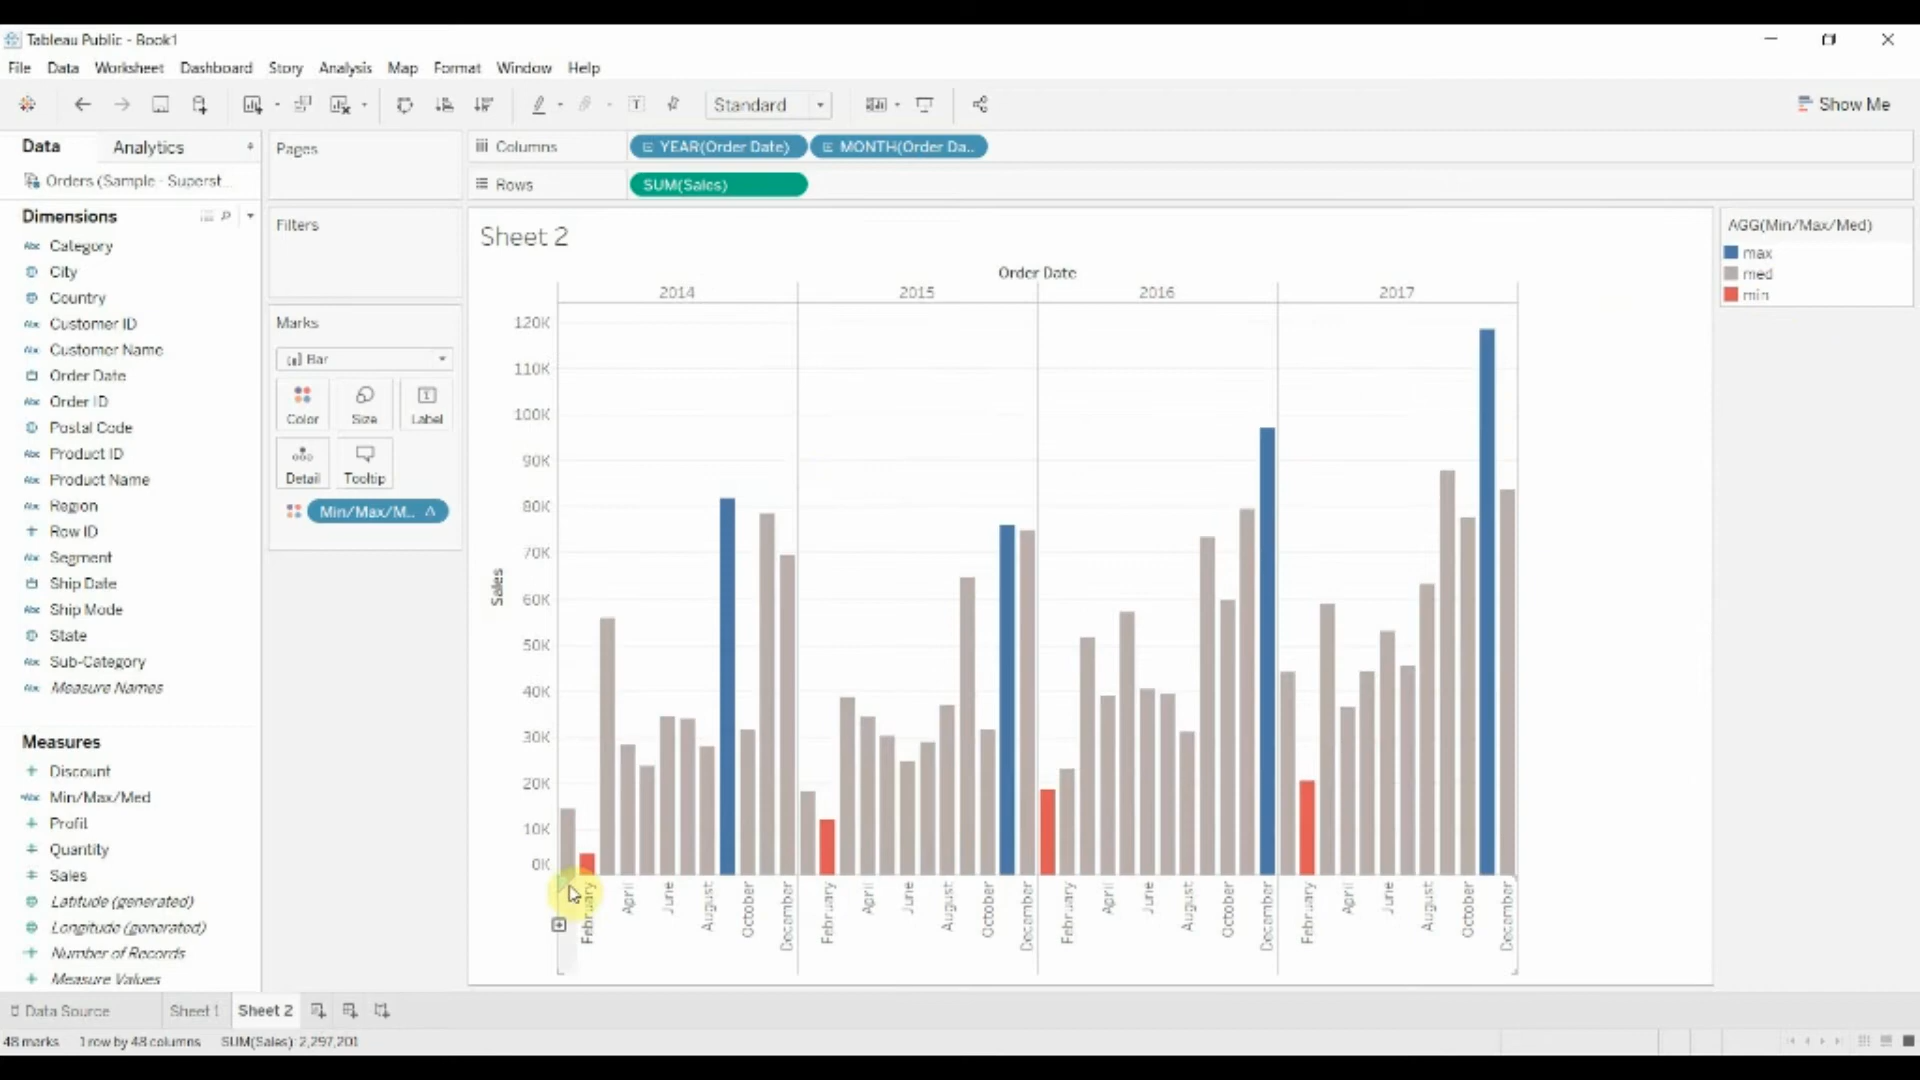 Tableau Public - Book1
File Data Worksheet Dashboard Story Analysis Map Format Window Help
Standard
Show Me
Data Analytics
Orders (Sample - Superst...
Dimensions
Category
City
Country
Customer ID
Customer Name
Order Date
Order ID
Postal Code
Product ID
Product Name
Region
Row ID
Segment
Ship Date
Ship Mode
State
Sub-Category
Measure Names
Measures
Discount
Min/Max/Med
Profit
Quantity
Sales
Latitude (generated)
Longitude (generated)
Number of Records
Measure Values
Pages
Filters
Marks
Bar
Color Size Label
Detail Tooltip
Min/Max/M..
Columns YEAR(Order Date) MONTH(Order Da..
Rows SUM(Sales)
Sheet 2
Order Date
2014 2015 2016 2017
Sales
120K
110K
100K
90K
80K
70K
60K
50K
40K
30K
20K
10K
0K
February April June August October December February April June August October December February April June August October December February April June August October December
AGG(Min/Max/Med)
max
med
min
Data Source Sheet 1 Sheet 2
48 marks 1 row by 48 columns SUM(Sales): 2,297,201